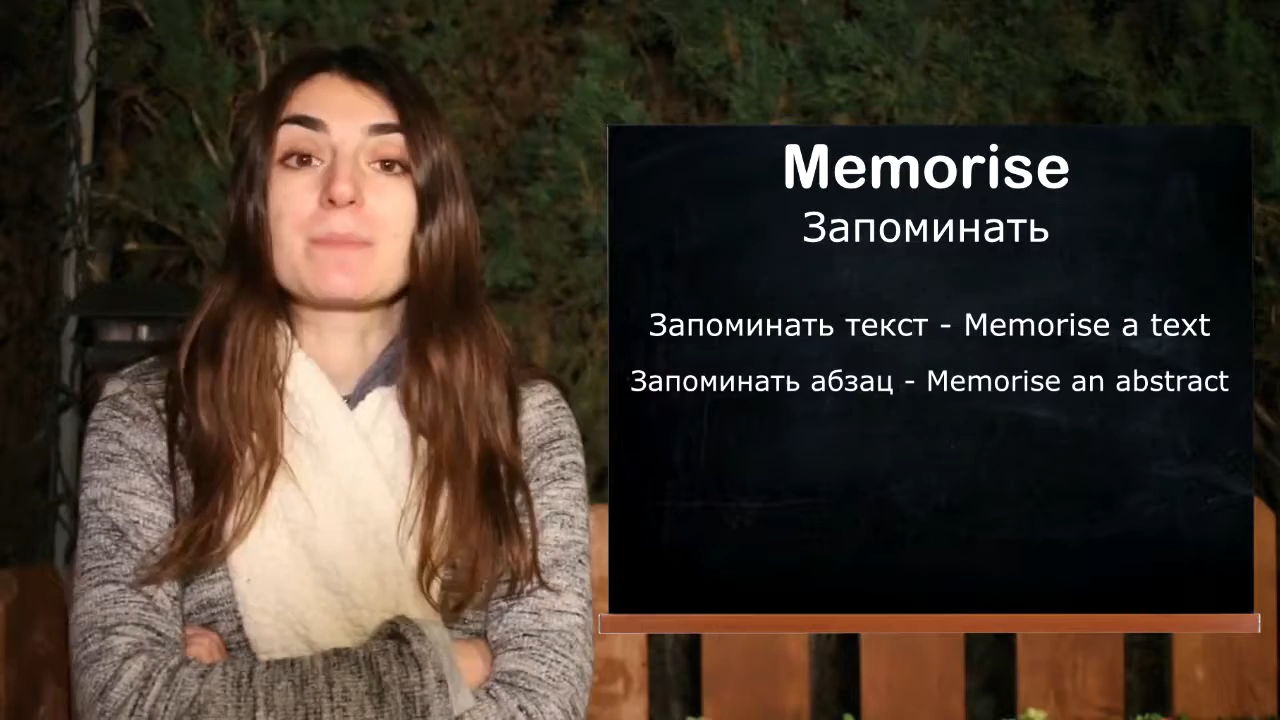 Memorise
Запоминать
Запоминать текст - Memorise a text
Запоминать абзац - Memorise an abstract